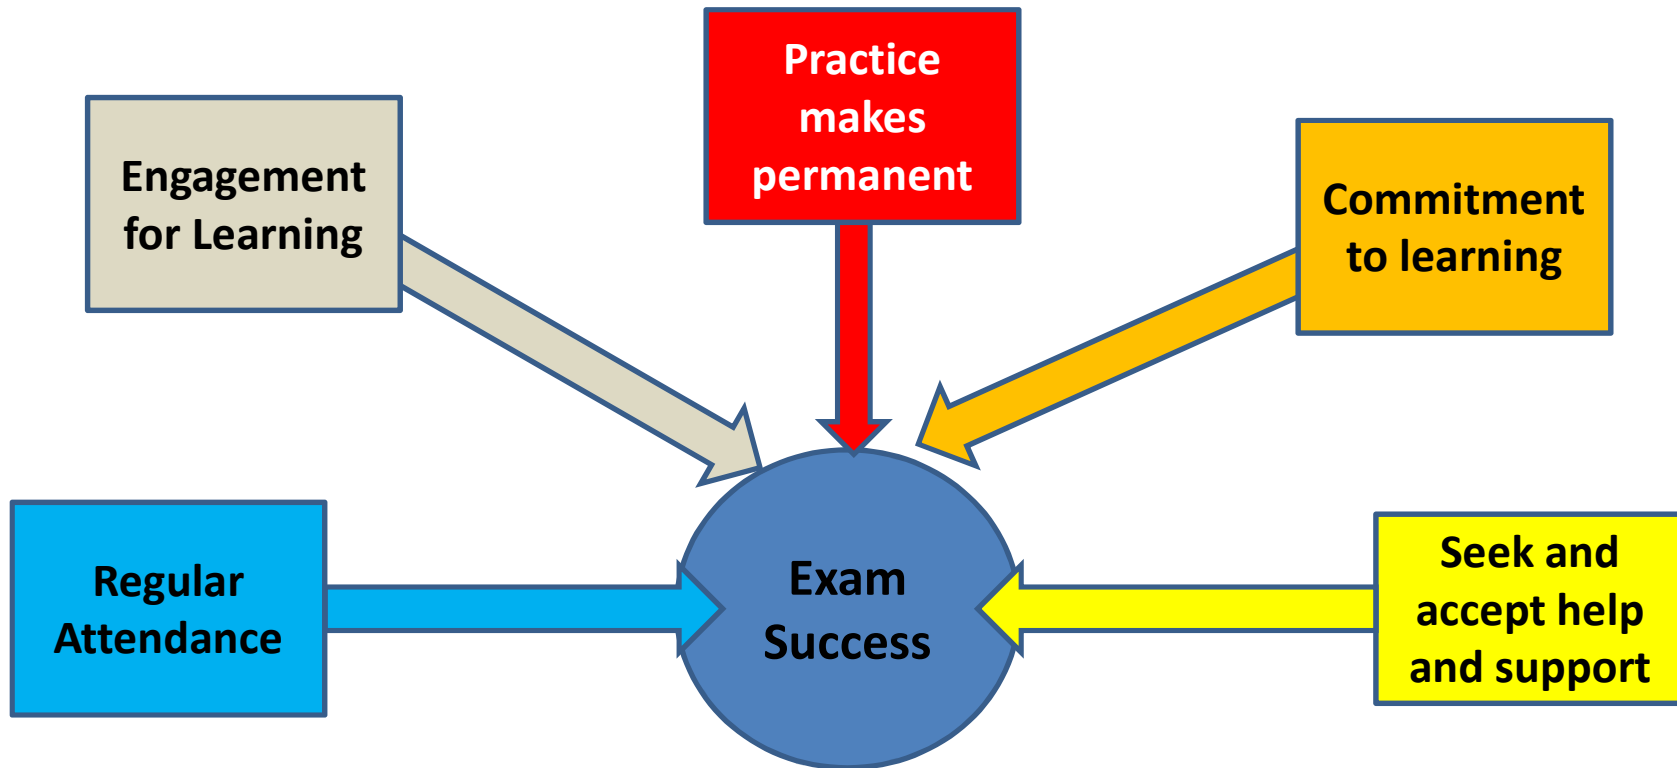 Practice
makes
permanent
Engagement
for Learning
Commitment
to learning
Regular
Attendance
Exam
Success
Seek and
accept help
and support